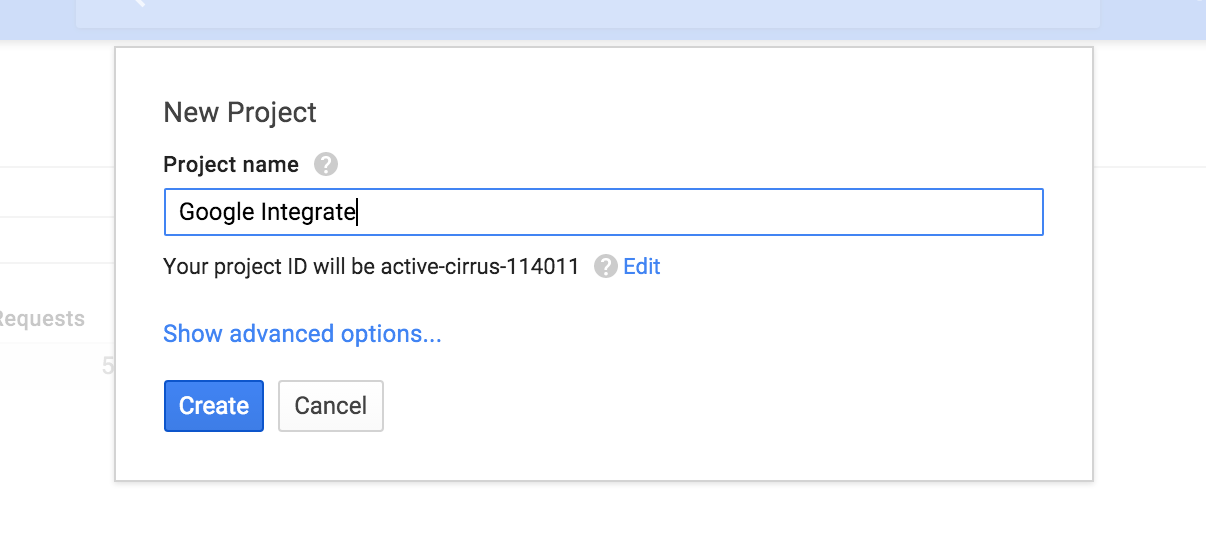 New Project
Project name ?
Google Integrate
Your project ID will be active-cirrus-114011 ? Edit
Requests
Show advanced options...
5
Create Cancel